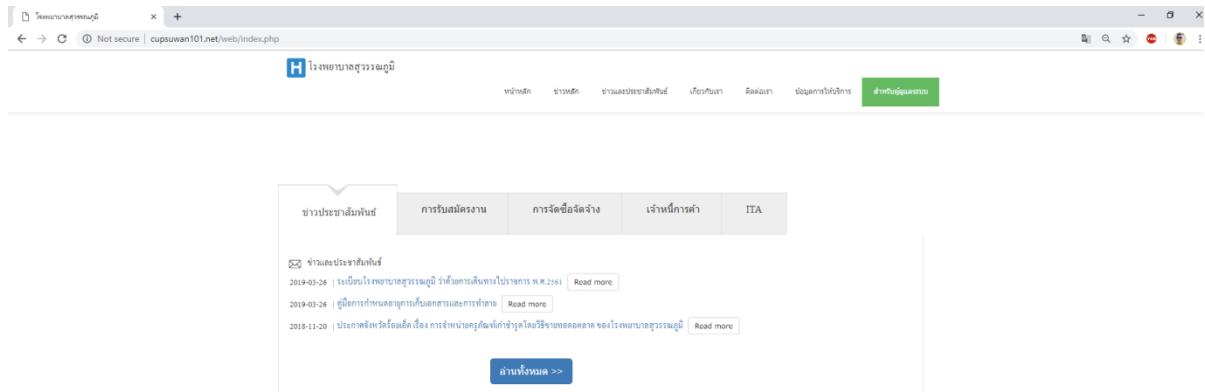 โรงพยาบาลสุวรรณภูมิ
Not secure | cupsuwan101.net/web/index.php
H โรงพยาบาลสุวรรณภูมิ
หน้าหลัก ข่าวหลัก ข่าวและประชาสัมพันธ์ เกี่ยวกับเรา ติดต่อเรา ข้อมูลการให้บริการ สำหรับผู้ดูแลระบบ
ข่าวประชาสัมพันธ์ การรับสมัครงาน การจัดซื้อจัดจ้าง เจ้าหนี้การค้า ITA
ข่าวและประชาสัมพันธ์
2019-03-26 | ระเบียบโรงพยาบาลสุวรรณภูมิ ว่าด้วยการเดินทางไปราชการ พ.ศ.2561 Read more
2019-03-26 | คู่มือการกำหนดอายุการเก็บเอกสารและการทำลาย Read more
2018-11-20 | ประกาศจังหวัดร้อยเอ็ด เรื่อง การจำหน่ายครุภัณฑ์เก่าชำรุดโดยวิธีขายทอดตลาด ของโรงพยาบาลสุวรรณภูมิ Read more
อ่านทั้งหมด >>